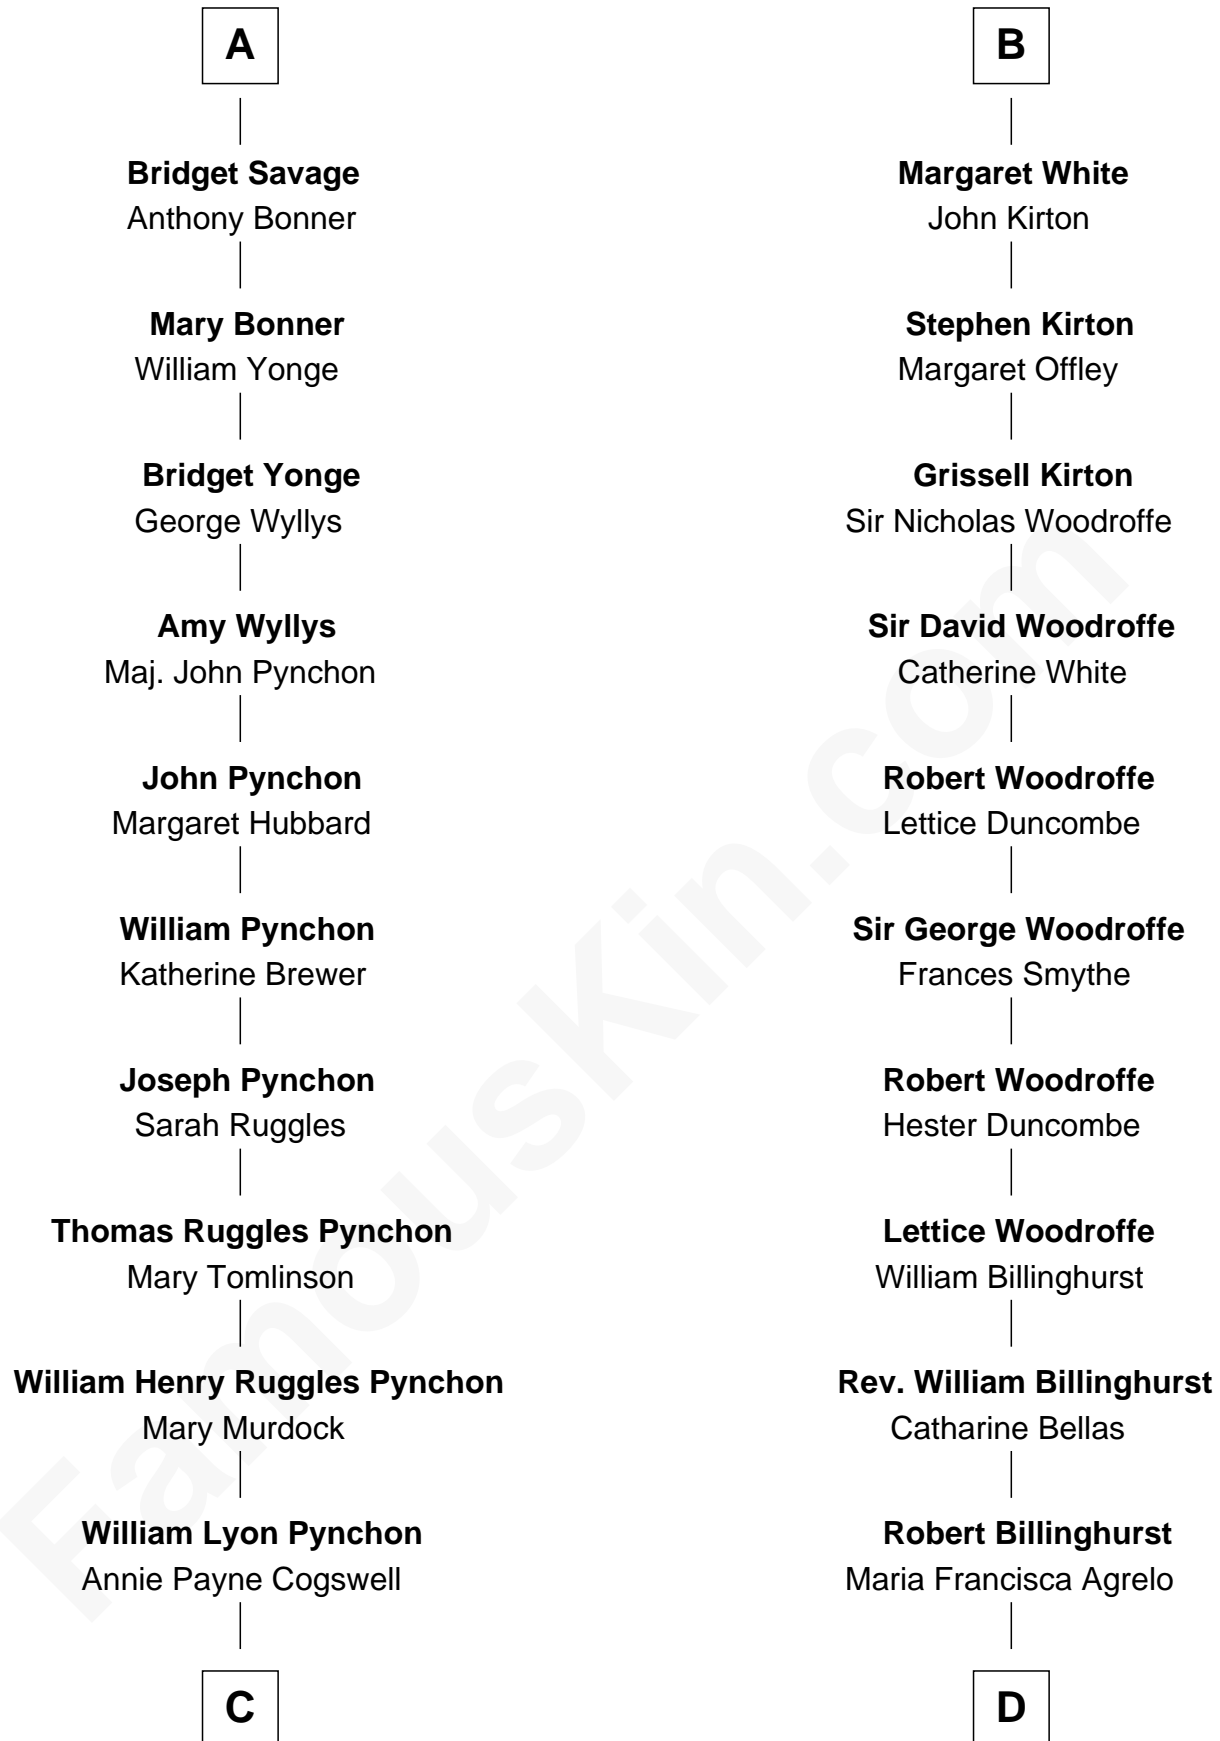 A
Bridget Savage
Anthony Bonner
Mary Bonner
William Yonge
Bridget Yonge
George Wyllys
Amy Wyllys
Maj. John Pynchon
John Pynchon
Margaret Hubbard
William Pynchon
Katherine Brewer
Joseph Pynchon
Sarah Ruggles
Thomas Ruggles Pynchon
Mary Tomlinson
William Henry Ruggles Pynchon
Mary Murdock
William Lyon Pynchon
Annie Payne Cogswell
C
B
Margaret White
John Kirton
Stephen Kirton
Margaret Offley
Grissell Kirton
Sir Nicholas Woodroffe
Sir David Woodroffe
Catherine White
Robert Woodroffe
Lettice Duncombe
Sir George Woodroffe
Frances Smythe
Robert Woodroffe
Hester Duncombe
Lettice Woodroffe
William Billinghurst
Rev. William Billinghurst
Catharine Bellas
Robert Billinghurst
Maria Francisca Agrelo
D
FamousKin.com